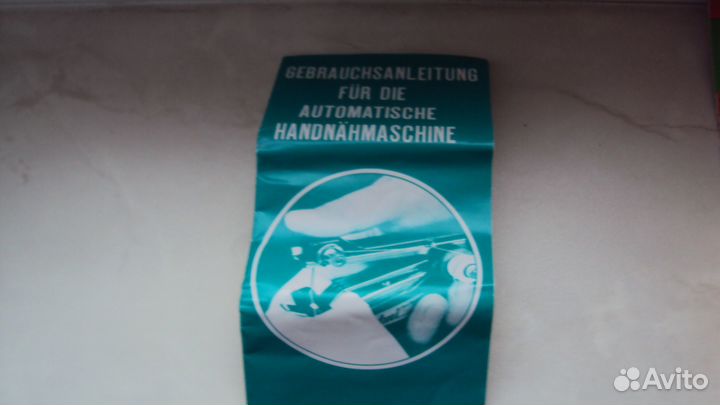 GEBRAUCHSANLEITUNG
FÜR DIE
AUTOMATISCHE
HANDNÄHMASCHINE
Avito